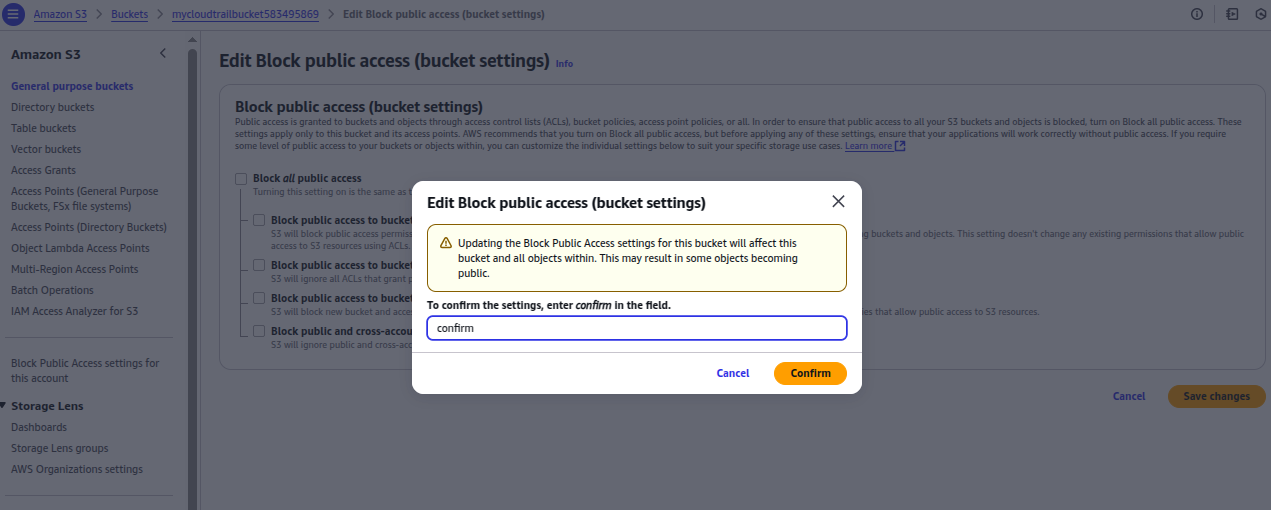 Amazon S3 > Buckets > mycloudtrailbucket583495869 > Edit Block public access (bucket settings)
Amazon S3
General purpose buckets
Directory buckets
Table buckets
Vector buckets
Access Grants
Access Points (General Purpose
Buckets, FSx file systems)
Access Points (Directory Buckets)
Object Lambda Access Points
Multi-Region Access Points
Batch Operations
IAM Access Analyzer for S3
Block Public Access settings for
this account
Storage Lens
Dashboards
Storage Lens groups
AWS Organizations settings
Edit Block public access (bucket settings) Info
Block public access (bucket settings)
Public access is granted to buckets and objects through access control lists (ACLs), bucket policies, access point policies, or all. In order to ensure that public access to all your S3 buckets and objects is blocked, turn on Block all public access. These
settings apply only to this bucket and its access points. AWS recommends that you turn on Block all public access, but before applying any of these settings, ensure that your applications will work correctly without public access. If you require
some level of public access to your buckets or objects within, you can customize the individual settings below to suit your specific storage use cases. Learn more
Block all public access
Turning this setting on is the same as
Block public access to bucket
S3 will block public access permis
buckets and objects. This setting doesn't change any existing permissions that allow public
access to S3 resources using ACLs.
Block public access to bucket
S3 will ignore all ACLs that grant
Block public access to bucket
S3 will block new bucket and acce
that allow public access to S3 resources.
Block public and cross-accou
S3 will ignore public and cross-acc
Cancel
Save changes
Edit Block public access (bucket settings)
Updating the Block Public Access settings for this bucket will affect this
bucket and all objects within. This may result in some objects becoming
public.
To confirm the settings, enter confirm in the field.
confirm
Cancel
Confirm